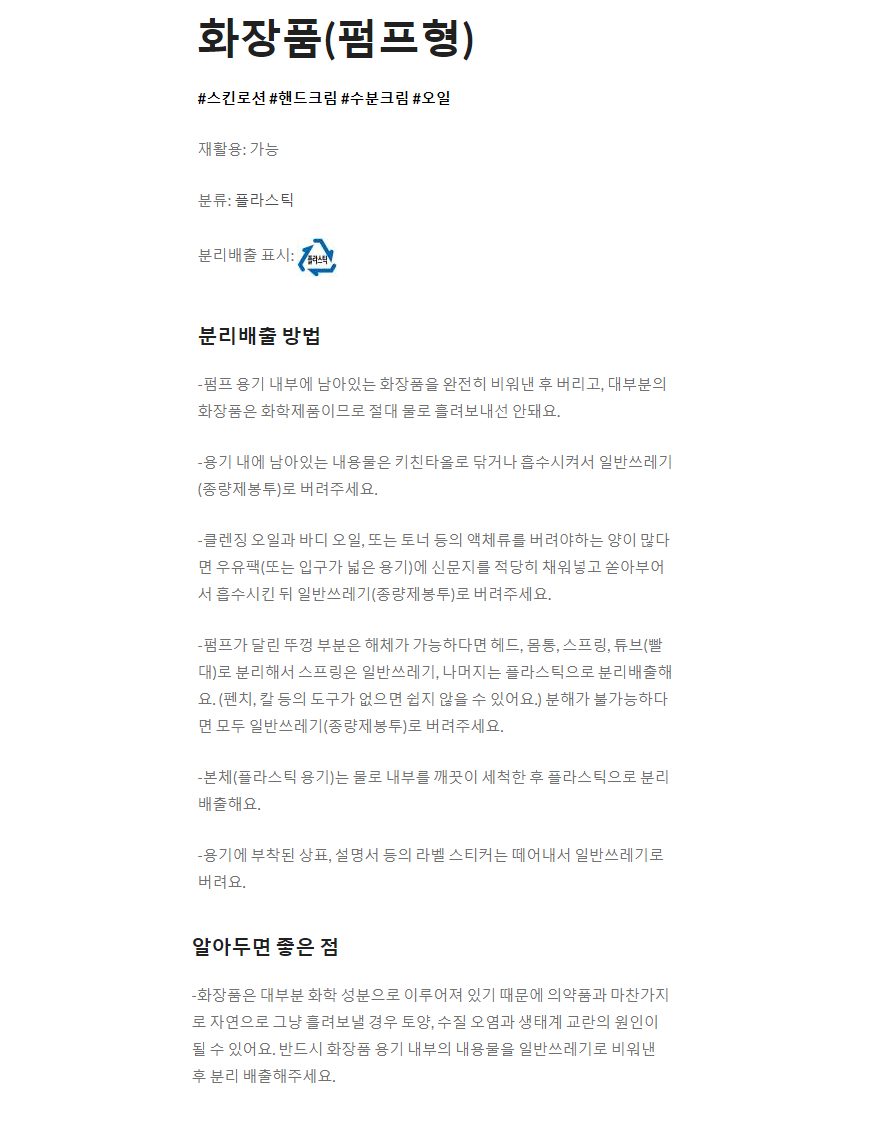 화장품(펌프형)
#스킨로션 #핸드크림 #수분크림 #오일
재활용: 가능
분류: 플라스틱
분리배출 표시: 플라스틱
분리배출 방법
-펌프 용기 내부에 남아있는 화장품을 완전히 비워낸 후 버리고, 대부분의
화장품은 화학제품이므로 절대 물로 흘려보내선 안돼요.
-용기 내에 남아있는 내용물은 키친타올로 닦거나 흡수시켜서 일반쓰레기
(종량제봉투)로 버려주세요.
-클렌징 오일과 바디 오일, 또는 토너 등의 액체류를 버려야하는 양이 많다
면 우유팩(또는 입구가 넓은 용기)에 신문지를 적당히 채워넣고 쏟아부어
서 흡수시킨 뒤 일반쓰레기(종량제봉투)로 버려주세요.
-펌프가 달린 뚜껑 부분은 해체가 가능하다면 헤드, 몸통, 스프링, 튜브(빨
대)로 분리해서 스프링은 일반쓰레기, 나머지는 플라스틱으로 분리배출해
요. (펜치, 칼 등의 도구가 없으면 쉽지 않을 수 있어요.) 분해가 불가능하다
면 모두 일반쓰레기(종량제봉투)로 버려주세요.
-본체(플라스틱 용기)는 물로 내부를 깨끗이 세척한 후 플라스틱으로 분리
배출해요.
-용기에 부착된 상표, 설명서 등의 라벨 스티커는 떼어내서 일반쓰레기로
버려요.
알아두면 좋은 점
-화장품은 대부분 화학 성분으로 이루어져 있기 때문에 의약품과 마찬가지
로 자연으로 그냥 흘려보낼 경우 토양, 수질 오염과 생태계 교란의 원인이
될 수 있어요. 반드시 화장품 용기 내부의 내용물을 일반쓰레기로 비워낸
후 분리 배출해주세요.